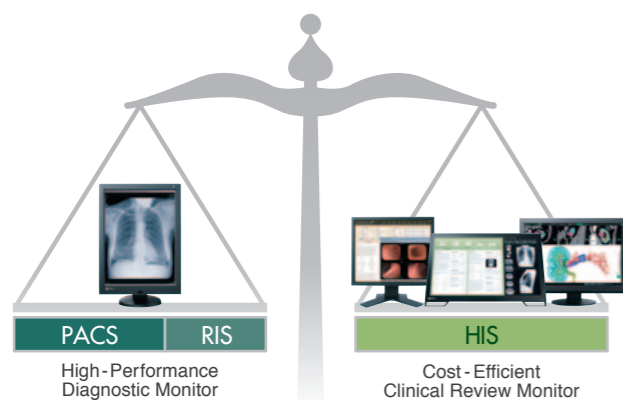 PACS
RIS
High-Performance
Diagnostic Monitor
HIS
Cost-Efficient
Clinical Review Monitor